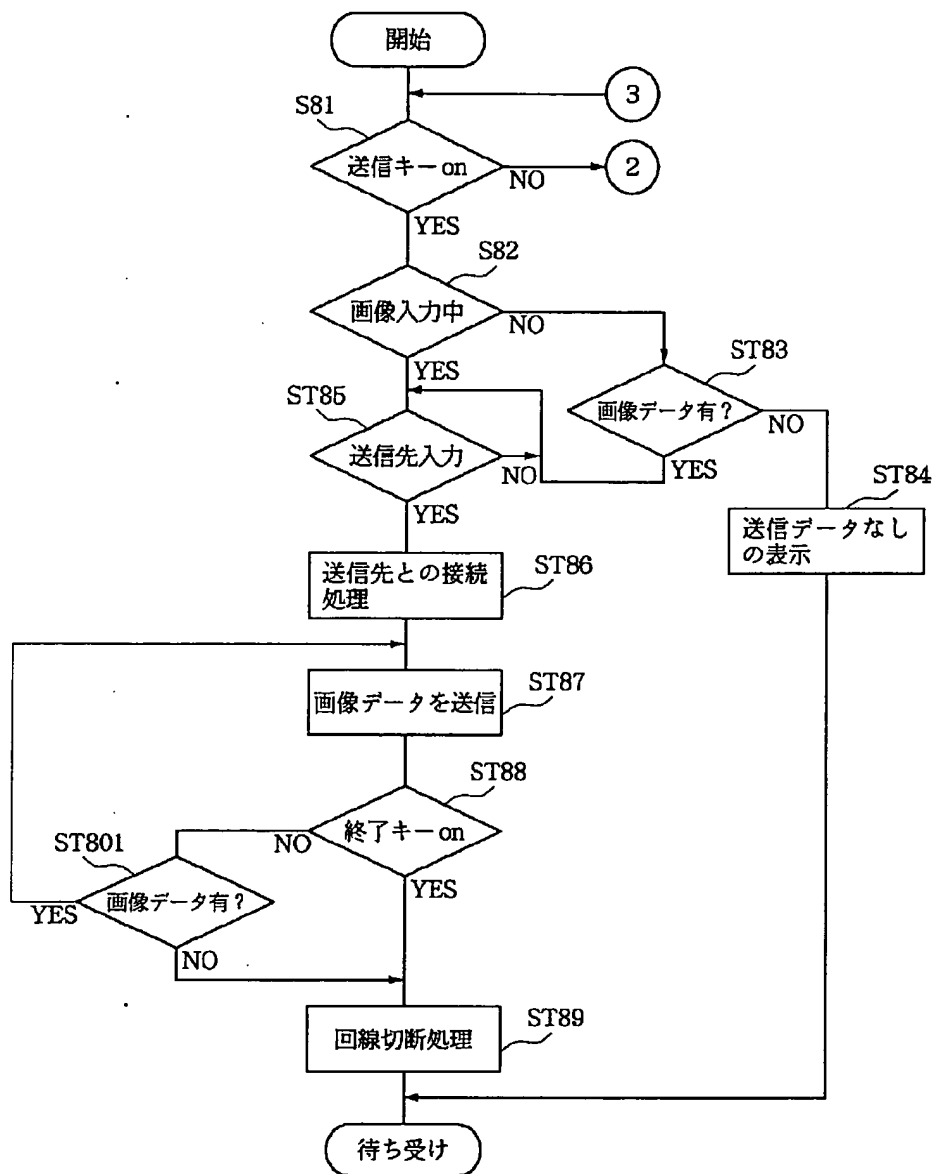 開始
3
S81
送信キーon
NO
2
YES
S82
画像入力中
NO
YES
ST83
画像データ有?
NO
YES
ST85
送信先入力
NO
YES
ST84
送信データなし
の表示
送信先との接続
処理
ST86
画像データを送信
ST87
ST88
終了キーon
NO
YES
ST801
画像データ有?
YES
NO
回線切断処理
ST89
待ち受け